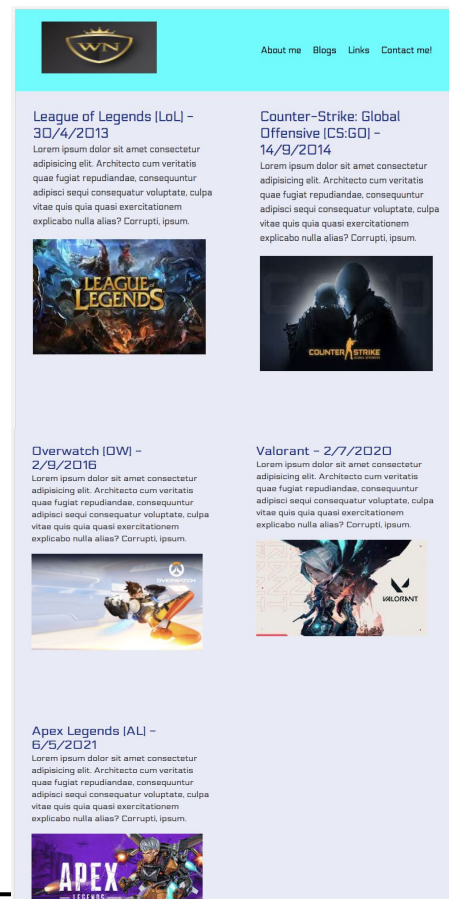 WN
About me Blogs Links Contact me!
League of Legends (LoL) -
30/4/2013
Lorem ipsum dolor sit amet consectetur
adipisicing elit. Architecto cum veritatis
quae fugiat repudiandae, consequuntur
adipisci sequi consequatur voluptate, culpa
vitae quis quia quasi exercitationem
explicabo nulla alias? Corrupti, ipsum.
LEAGUE OF
LEGENDS
Counter-Strike: Global
Offensive (CS:GO) -
14/9/2014
Lorem ipsum dolor sit amet consectetur
adipisicing elit. Architecto cum veritatis
quae fugiat repudiandae, consequuntur
adipisci sequi consequatur voluptate, culpa
vitae quis quia quasi exercitationem
explicabo nulla alias? Corrupti, ipsum.
COUNTER STRIKE
Overwatch (OW) -
2/9/2016
Lorem ipsum dolor sit amet consectetur
adipisicing elit. Architecto cum veritatis
quae fugiat repudiandae, consequuntur
adipisci sequi consequatur voluptate, culpa
vitae quis quia quasi exercitationem
explicabo nulla alias? Corrupti, ipsum.
OVERWATCH
Valorant - 2/7/2020
Lorem ipsum dolor sit amet consectetur
adipisicing elit. Architecto cum veritatis
quae fugiat repudiandae, consequuntur
adipisci sequi consequatur voluptate, culpa
vitae quis quia quasi exercitationem
explicabo nulla alias? Corrupti, ipsum.
VALORANT
Apex Legends (AL) -
6/5/2021
Lorem ipsum dolor sit amet consectetur
adipisicing elit. Architecto cum veritatis
quae fugiat repudiandae, consequuntur
adipisci sequi consequatur voluptate, culpa
vitae quis quia quasi exercitationem
explicabo nulla alias? Corrupti, ipsum.
APEX
LEGENDS